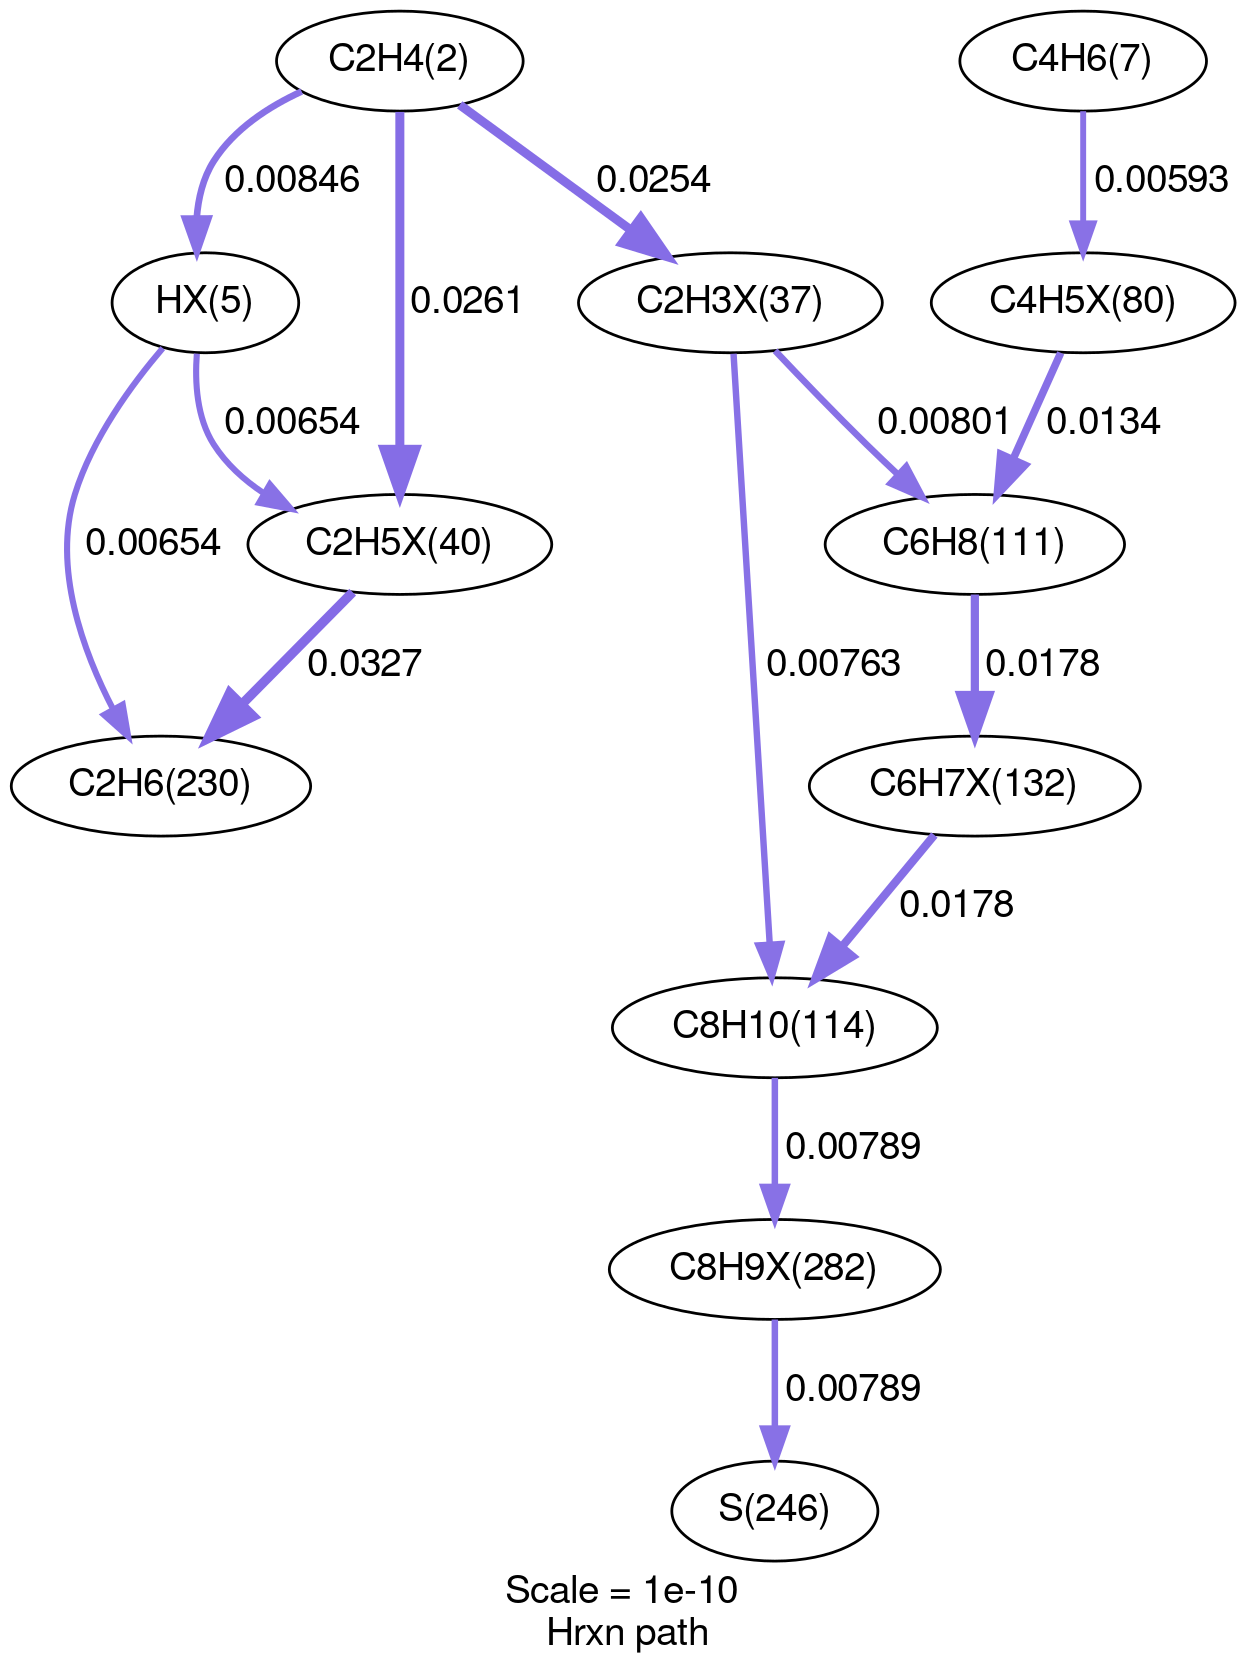 C2H4(2)
C4H6(7)
0.00846
0.0254
0.00593
HX(5)
0.0261
C2H3X(37)
C4H5X(80)
0.00654
0.00801
0.0134
0.00654
C2H5X(40)
C6H8(111)
0.0327
0.00763
0.0178
C2H6(230)
C6H7X(132)
0.0178
C8H10(114)
0.00789
C8H9X(282)
0.00789
S(246)
Scale = 1e-10
Hrxn path